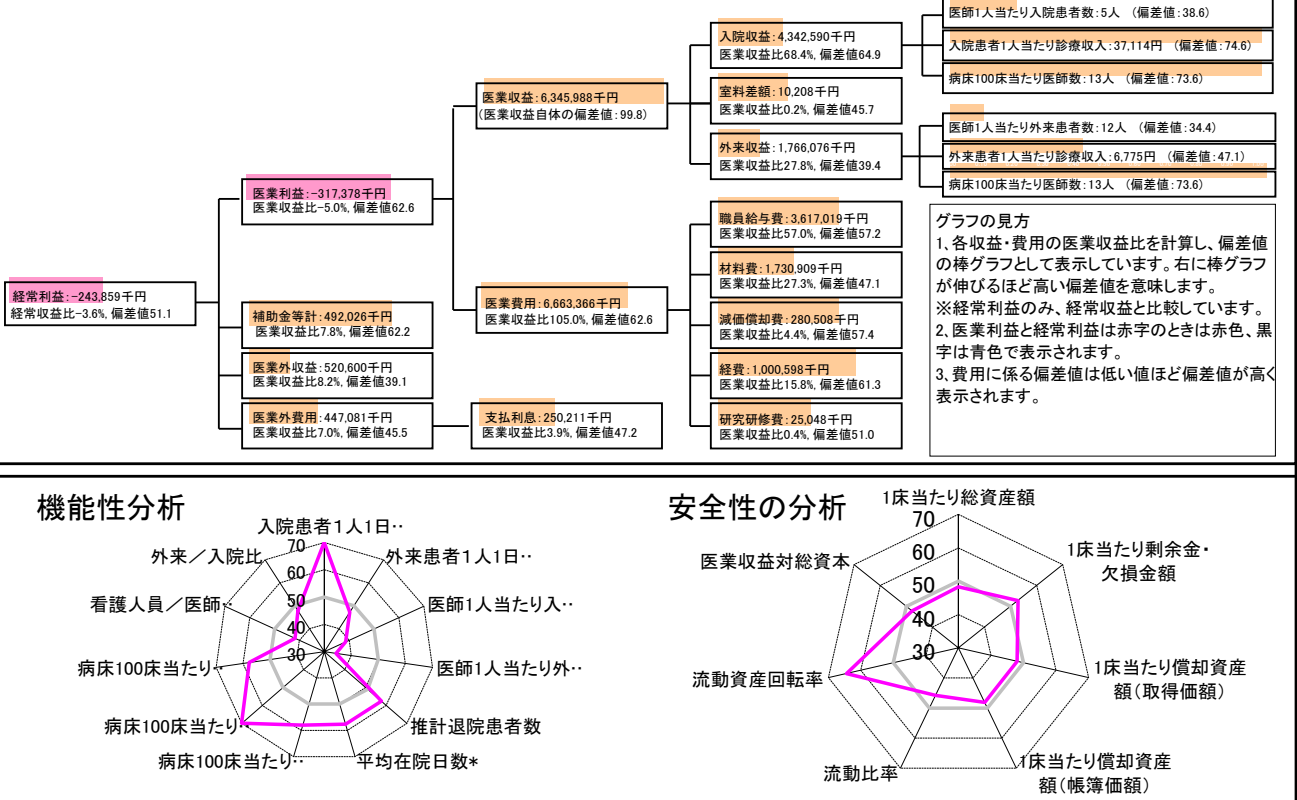 医師1人当たり入院患者数:5人 (偏差値:38.6)
入院収益:4,342,590千円
医業収益比68.4%, 偏差値64.9
入院患者1人当たり診療収入:37,114円 (偏差値:74.6)
病床100床当たり医師数:13人 (偏差値:73.6)
医業収益:6,345,988千円
(医業収益自体の偏差値:99.8)
室料差額:10,208千円
医業収益比0.2%, 偏差値45.7
医師1人当たり外来患者数:12人 (偏差値:34.4)
外来収益:1,766,076千円
医業収益比27.8%, 偏差値39.4
外来患者1人当たり診療収入:6,775円 (偏差値:47.1)
病床100床当たり医師数:13人 (偏差値:73.6)
医業利益:-317,378千円
医業収益比-5.0%, 偏差値62.6
職員給与費:3,617,019千円
医業収益比57.0%, 偏差値57.2
材料費:1,730,909千円
医業収益比27.3%, 偏差値47.1
経常利益:-243,859千円
経常収益比-3.6%, 偏差値51.1
補助金等計:492,026千円
医業収益比7.8%, 偏差値62.2
医業費用:6,663,366千円
医業収益比105.0%, 偏差値62.6
減価償却費:280,508千円
医業収益比4.4%, 偏差値57.4
医業外収益:520,600千円
医業収益比8.2%, 偏差値39.1
経費:1,000,598千円
医業収益比15.8%, 偏差値61.3
医業外費用:447,081千円
医業収益比7.0%, 偏差値45.5
支払利息:250,211千円
医業収益比3.9%, 偏差値47.2
研究研修費:25,048千円
医業収益比0.4%, 偏差値51.0
グラフの見方
1、各収益・費用の医業収益比を計算し、偏差値
の棒グラフとして表示しています。右に棒グラフ
が伸びるほど高い偏差値を意味します。
※経常利益のみ、経常収益と比較しています。
2、医業利益と経常利益は赤字のときは赤色、黒
字は青色で表示されます。
3、費用に係る偏差値は低い値ほど偏差値が高く
表示されます。
機能性分析
入院患者1人1日‥
外来患者1人1日‥
医師1人当たり入‥
医師1人当たり外‥
推計退院患者数
平均在院日数*
病床100床当たり‥
病床100床当たり‥
病床100床当たり‥
看護人員/医師‥
外来/入院比
70
60
50
40
30
安全性の分析
1床当たり総資産額
1床当たり剰余金・
欠損金額
1床当たり償却資産
額(取得価額)
1床当たり償却資産
額(帳簿価額)
流動比率
流動資産回転率
医業収益対総資本
70
60
50
40
30